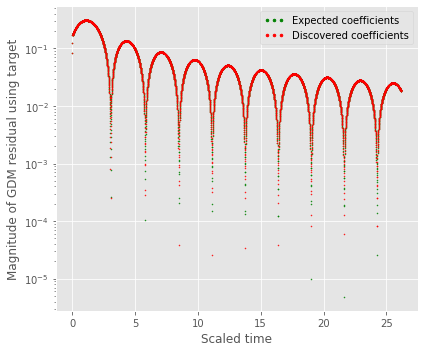 Expected coefficients
Discovered coefficients
Magnitude of GDM residual using target
10⁻¹
10⁻²
10⁻³
10⁻⁴
10⁻⁵
0 5 10 15 20 25
Scaled time